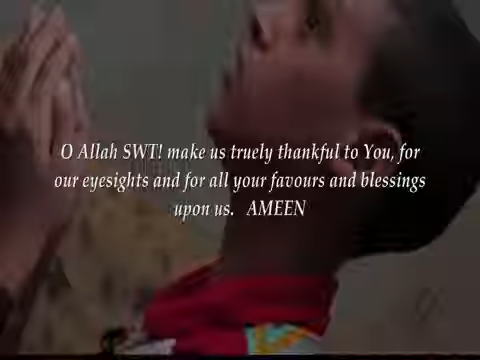 O Allah SWT! make us truely thankful to You, for
our eyesights and for all your favours and blessings
upon us. AMEEN